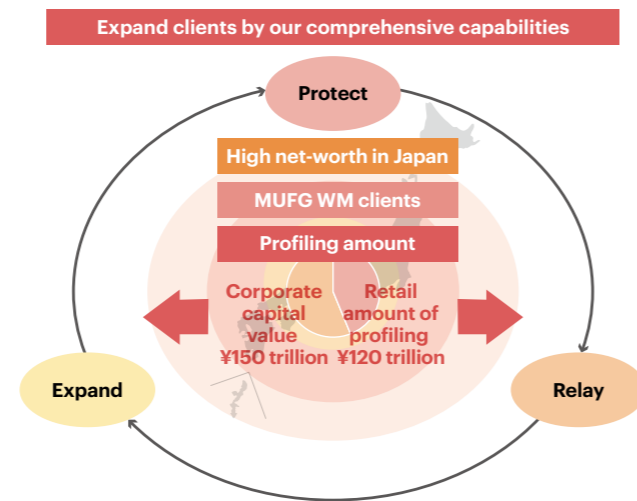 Expand clients by our comprehensive capabilities
Protect
High net-worth in Japan
MUFG WM clients
Profiling amount
Corporate
capital
value
¥150 trillion
Retail
amount of
profiling
¥120 trillion
Expand
Relay